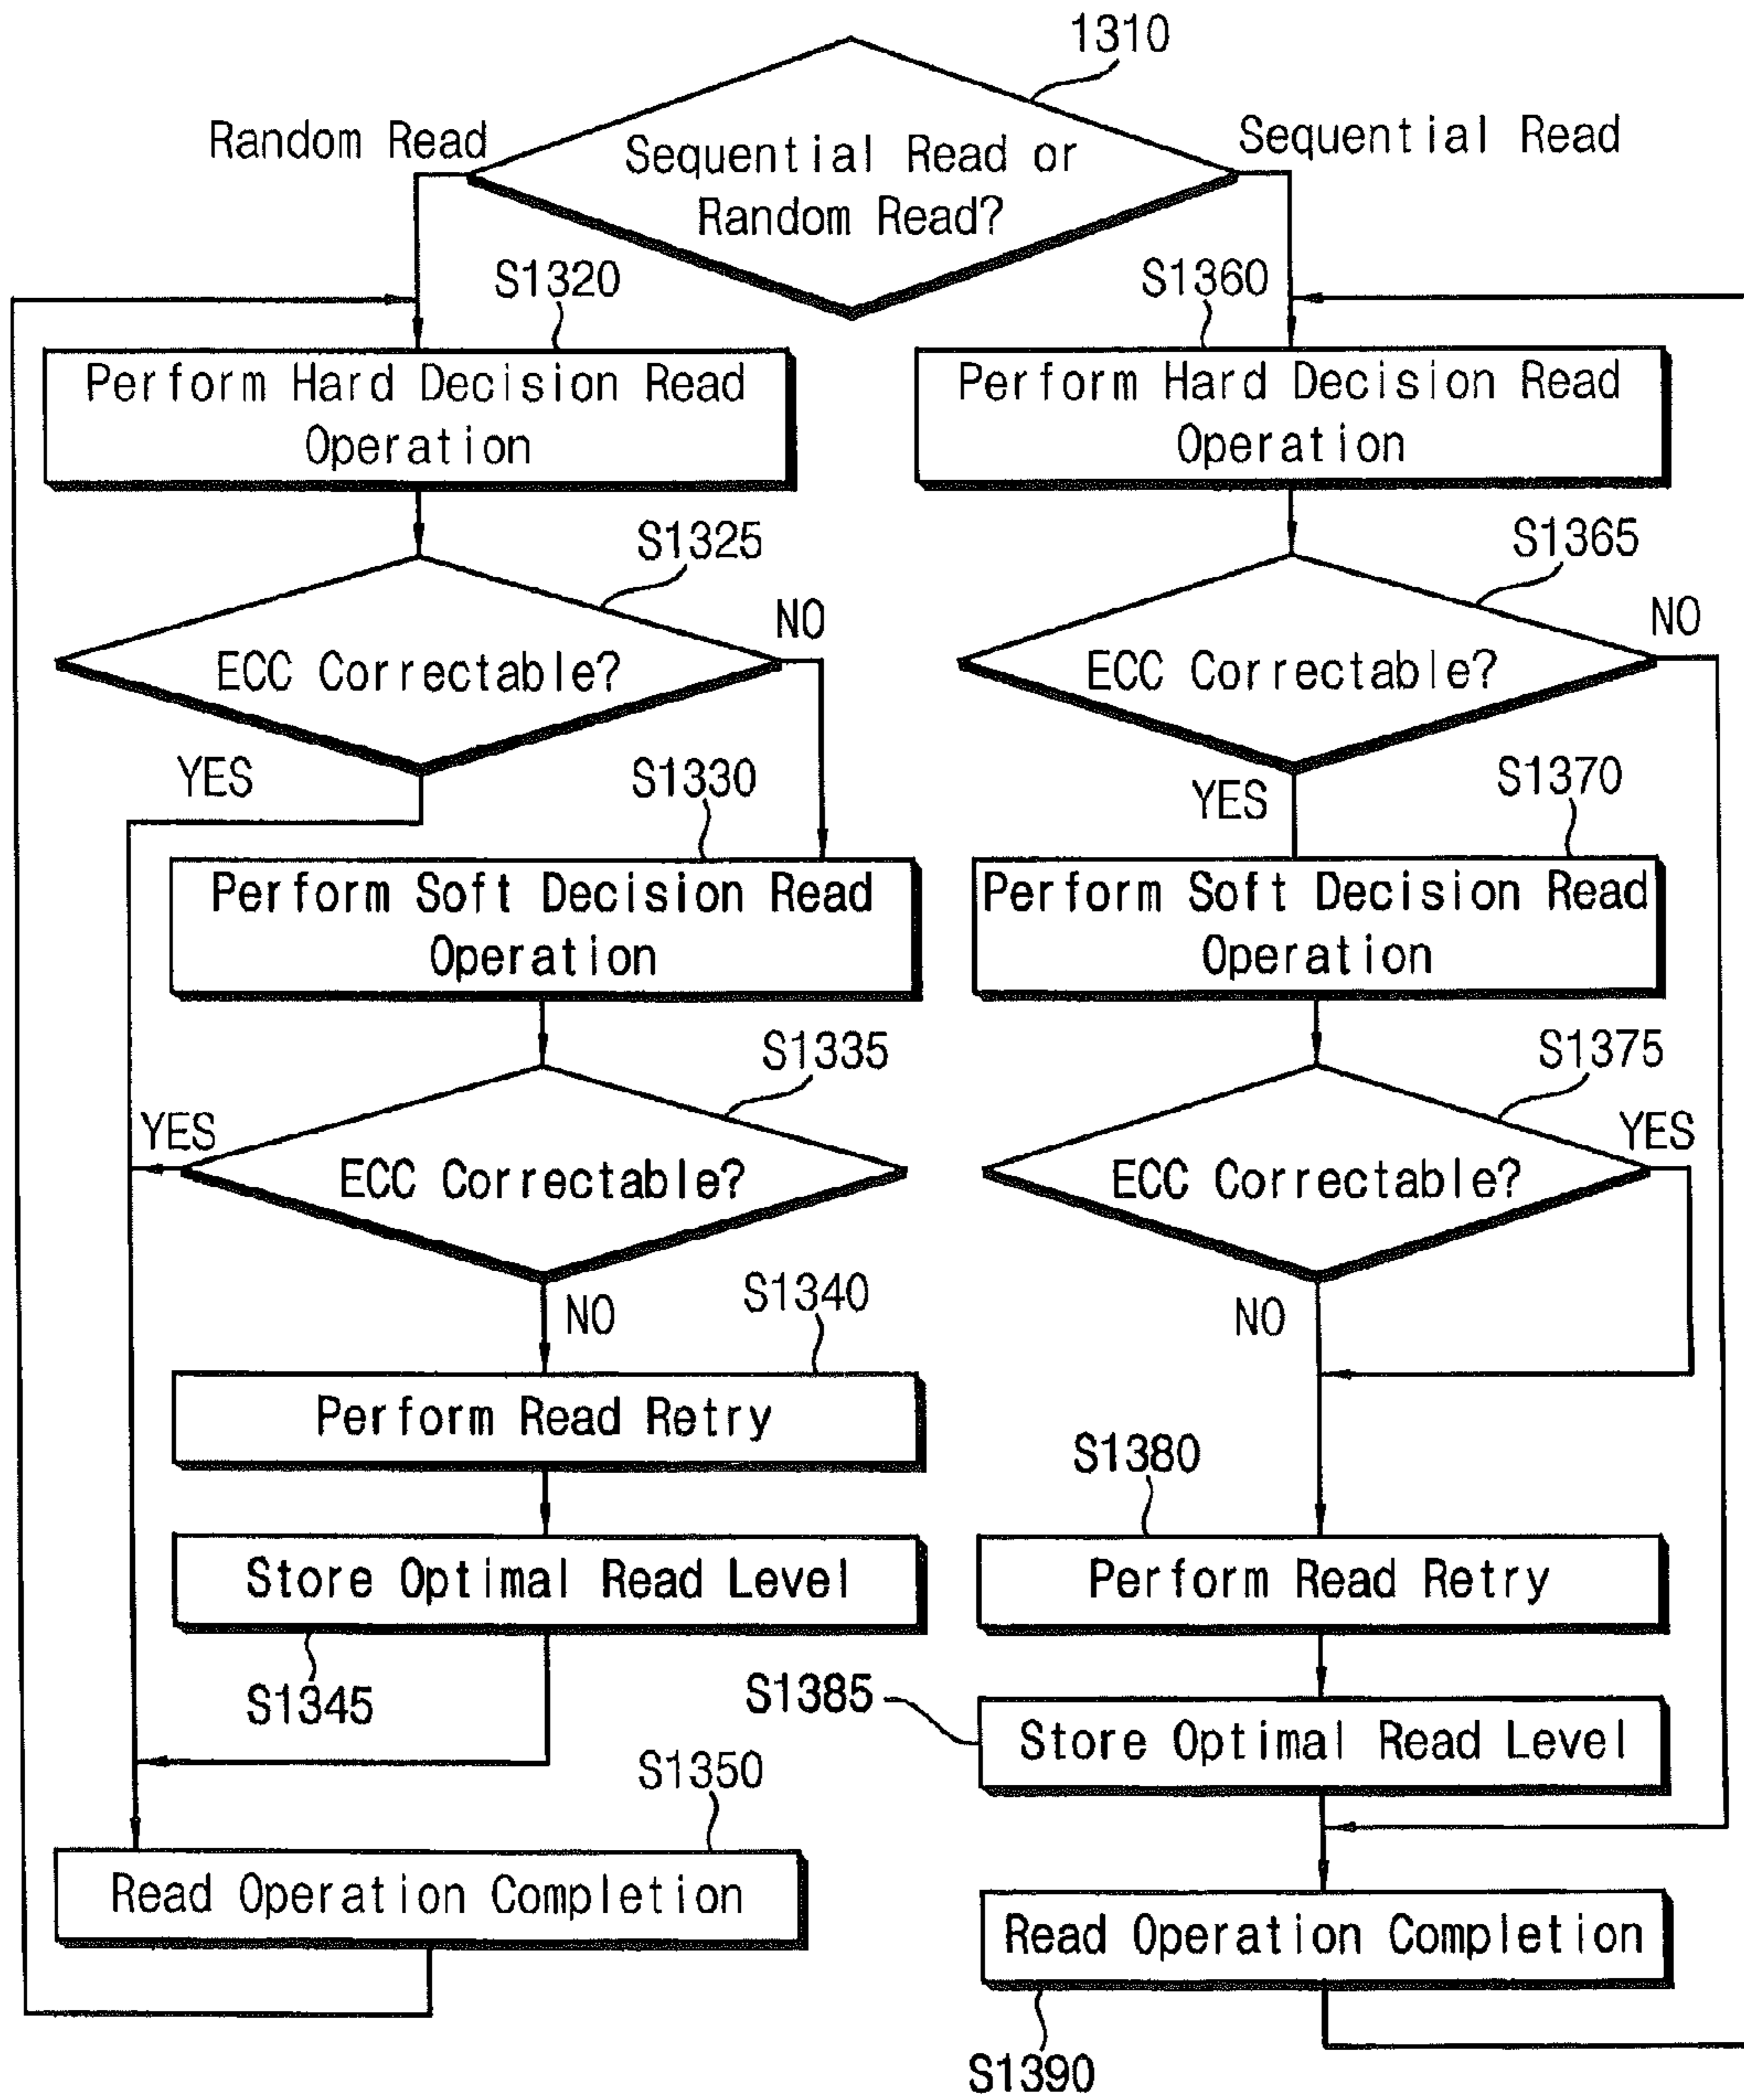 1310
Random Read
Sequential Read
Sequential Read or
Random Read?
S1320
S1360
Perform Hard Decision Read
Operation
Perform Hard Decision Read
Operation
S1325
S1365
NO
NO
ECC Correctable?
ECC Correctable?
YES
S1330
YES
S1370
Perform Soft Decision Read
Operation
Perform Soft Decision Read
Operation
S1335
S1375
YES
YES
ECC Correctable?
ECC Correctable?
NO
S1340
NO
Perform Read Retry
S1380
Store Optimal Read Level
Perform Read Retry
S1345
S1385
Store Optimal Read Level
S1350
Read Operation Completion
Read Operation Completion
S1390